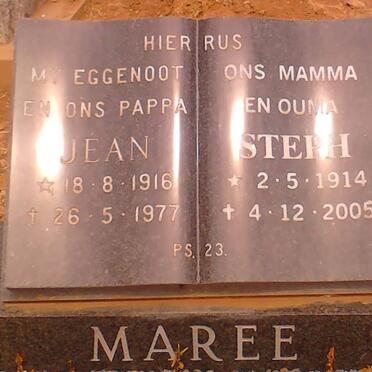 HIER RUS
MY EGGENOOT
EN ONS PAPPA
JEAN
☆ 18 · 8 · 1916
† 26 · 5 · 1977
ONS MAMMA
EN OUMA
STEPH
★ 2 · 5 · 1914
† 4 · 12 · 2005
PS. 23.
MAREE